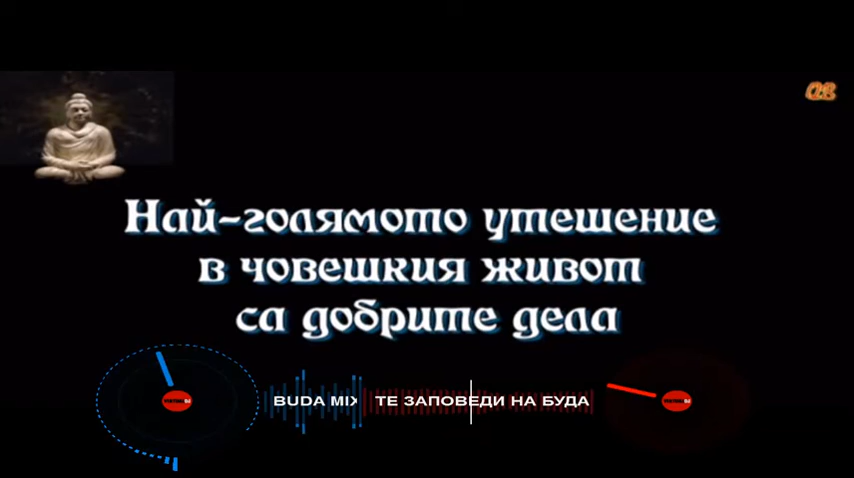 Най-голямото утешение
в човешкия живот
са добрите дела
BUDA MIX
ТЕ ЗАПОВЕДИ НА БУДА